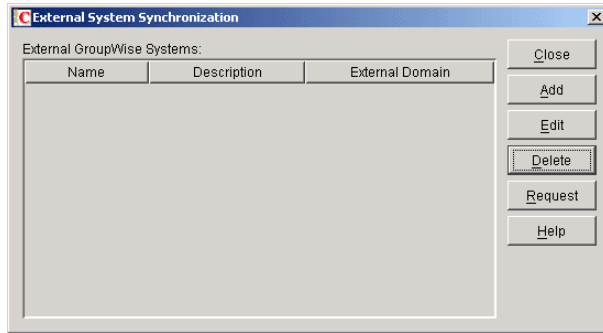 External System Synchronization
External GroupWise Systems:
Name Description External Domain
Close
Add
Edit
Delete
Request
Help